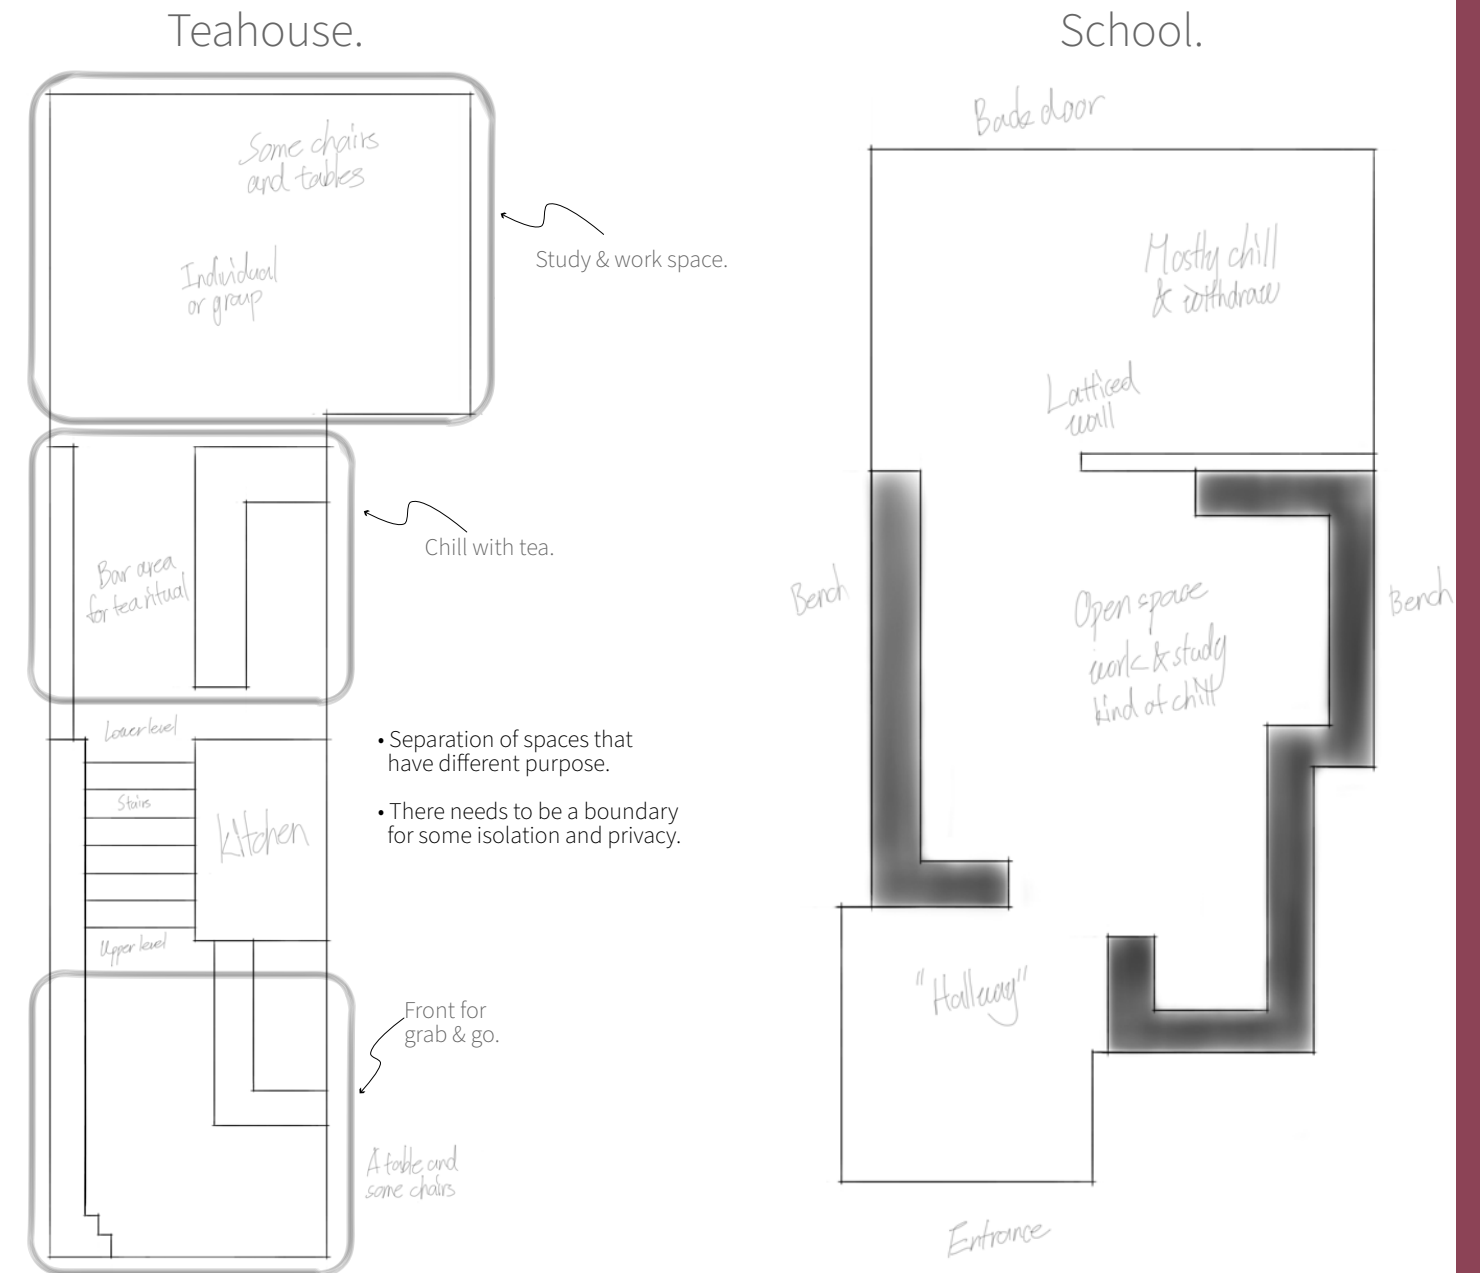 Teahouse.
Some chairs
and tables
Individual
or group
Study & work space.
Chill with tea.
Bar area
for tea ritual
Lower level
Stairs
Kitchen
Upper level
• Separation of spaces that
have different purpose.
• There needs to be a boundary
for some isolation and privacy.
Front for
grab & go.
A table and
some chairs
School.
Back door
Mostly chill
& withdraw
Latticed
wall
Bench
Open space
work & study
kind of chill
Bench
"Hallway"
Entrance